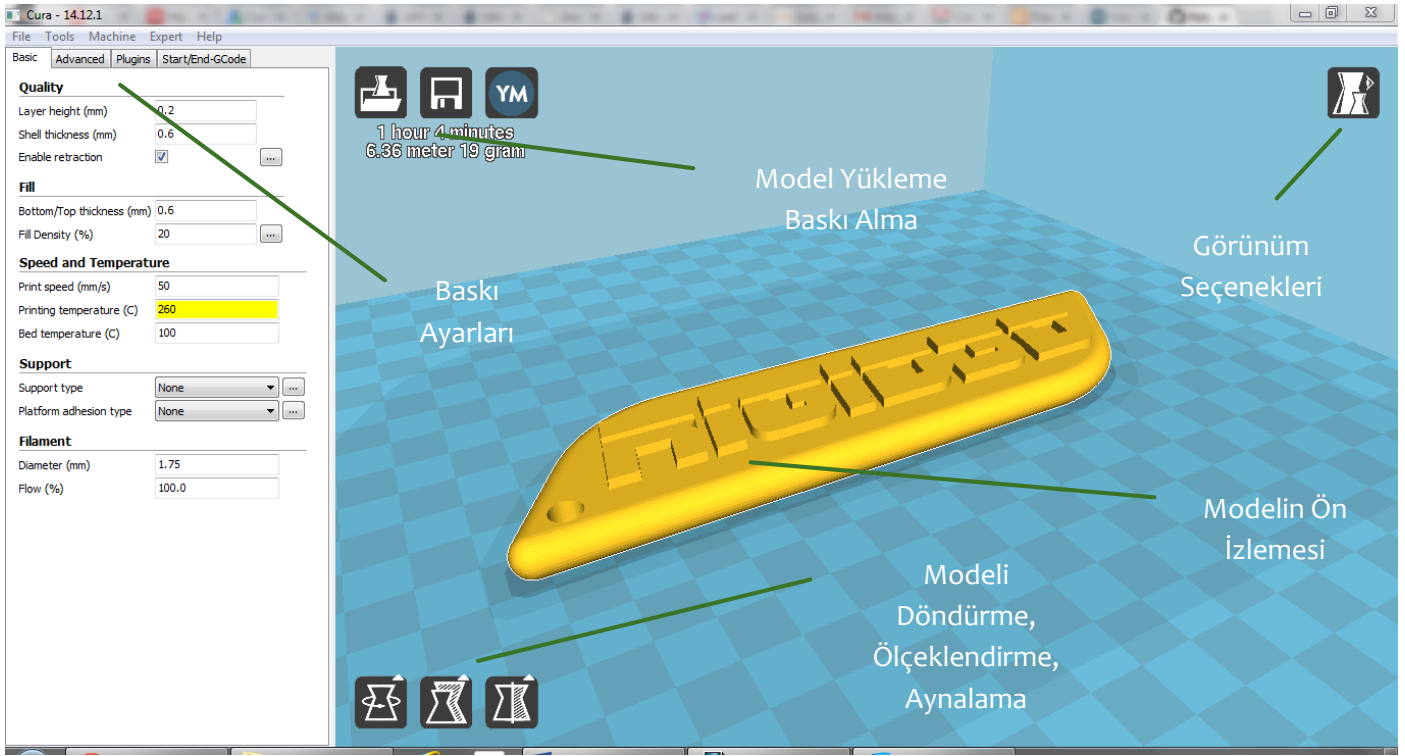 Cura - 14.12.1
File Tools Machine Expert Help
Basic Advanced Plugins Start/End-GCode
Quality
Layer height (mm) 0.2
Shell thickness (mm) 0.6
Enable retraction ...
Fill
Bottom/Top thickness (mm) 0.6
Fill Density (%) 20 ...
Speed and Temperature
Print speed (mm/s) 50
Printing temperature (C) 260
Bed temperature (C) 100
Support
Support type None ...
Platform adhesion type None ...
Filament
Diameter (mm) 1.75
Flow (%) 100.0
YM
1 hour 4 minutes
6.36 meter 19 gram
Model Yükleme
Baskı Alma
Görünüm
Seçenekleri
Baskı
Ayarları
Modelin Ön
İzlemesi
Modeli
Döndürme,
Ölçeklendirme,
Aynalama